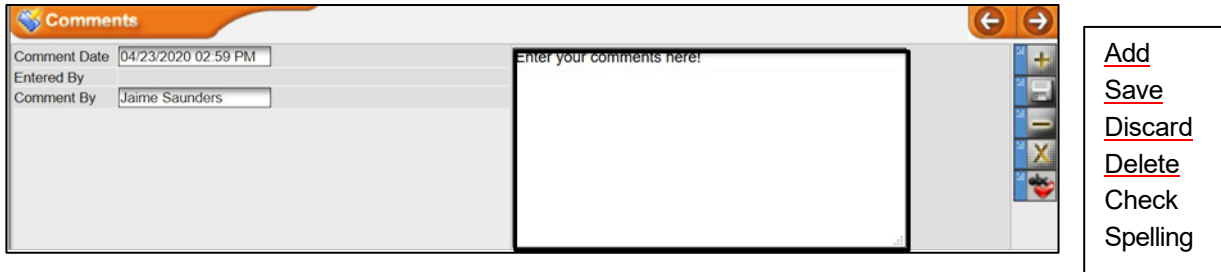 Comments
Comment Date 04/23/2020 02:59 PM
Entered By
Comment By Jaime Saunders
Enter your comments here!
abc
Add
Save
Discard
Delete
Check
Spelling